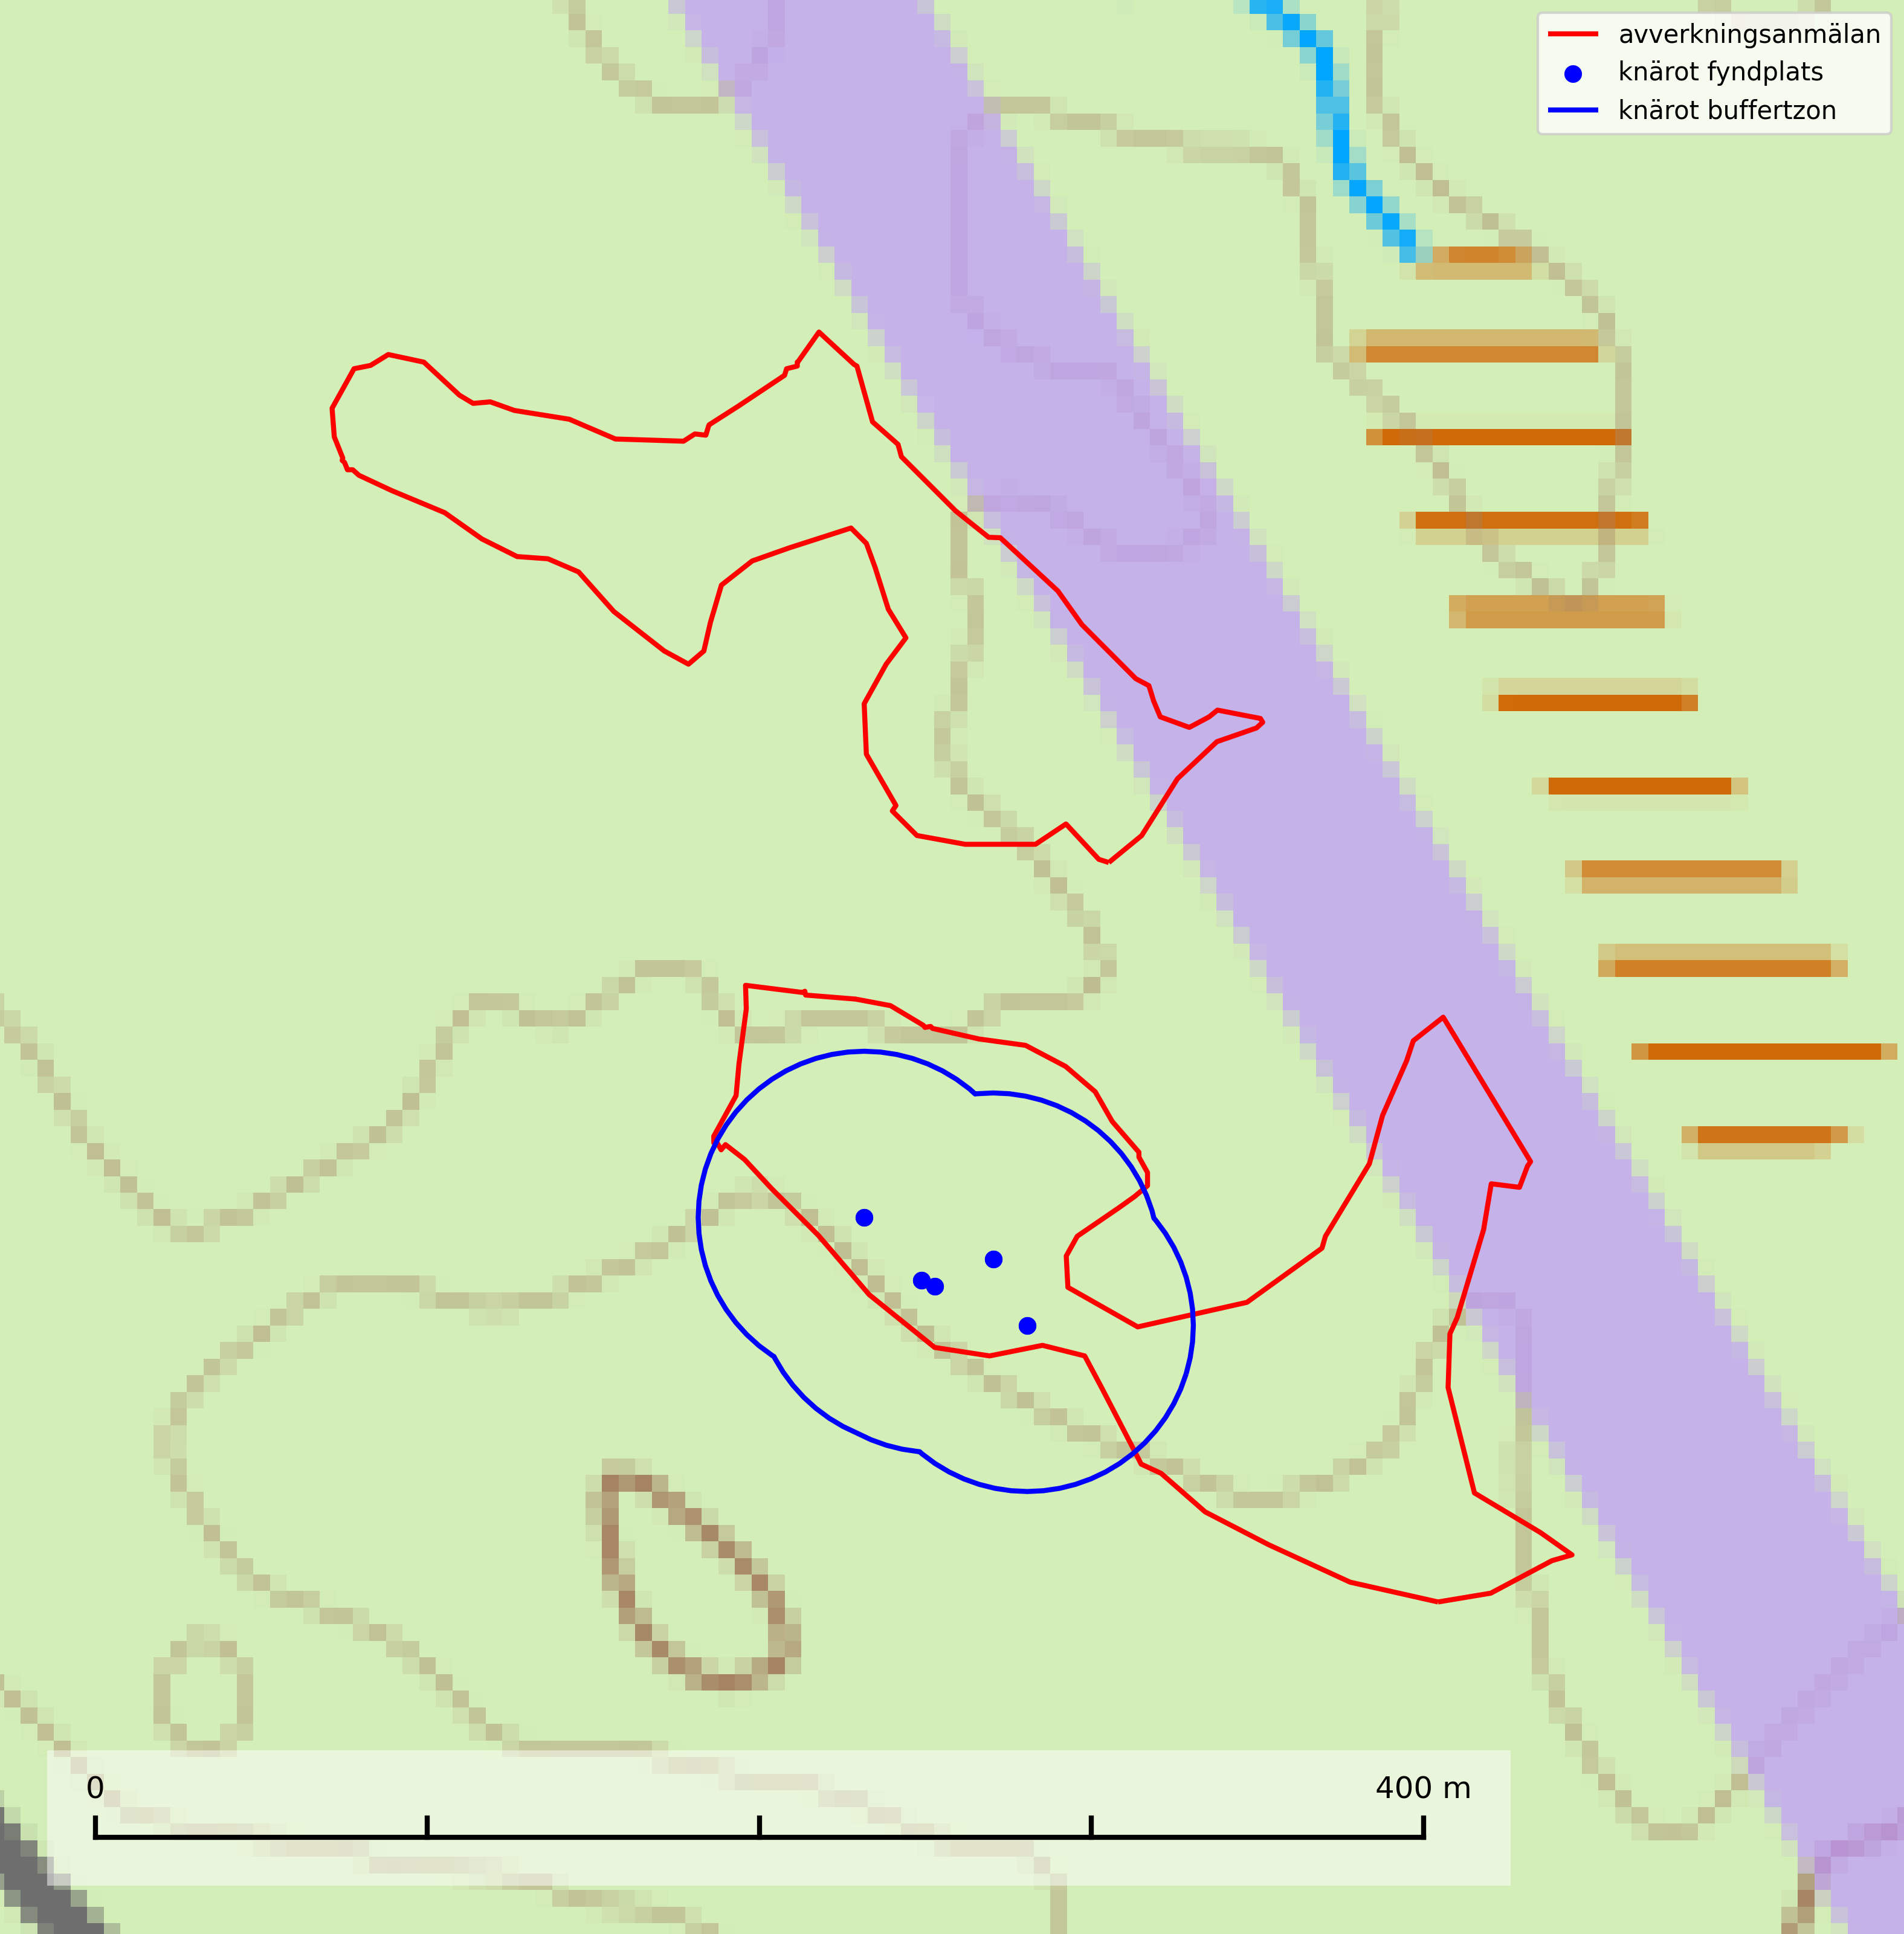 avverkningsanmälan
knärot fyndplats
knärot buffertzon
0 400 m